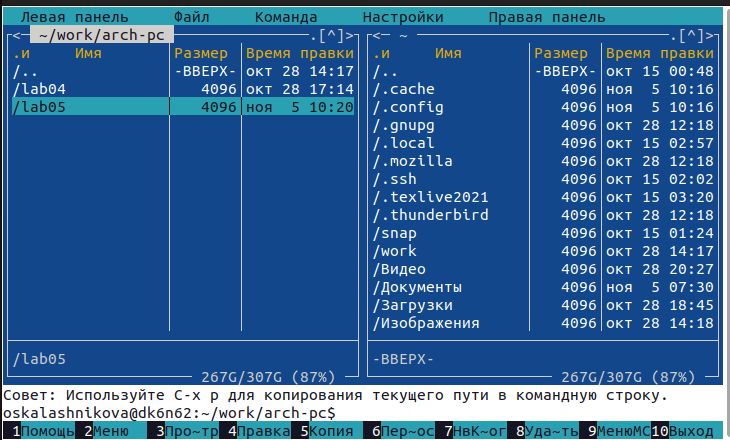 Левая панель Файл Команда Настройки Правая панель
<─ ~/work/arch-pc ─.[^]>
.и Имя Размер Время правки
/.. -ВВЕРХ- окт 28 14:17
/lab04 4096 окт 28 17:14
/lab05 4096 ноя 5 10:20
/lab05
267G/307G (87%)
<─ ~ ─.[^]>
.и Имя Размер Время правки
/.. -ВВЕРХ- окт 15 00:48
/.cache 4096 ноя 5 10:16
/.config 4096 ноя 5 10:16
/.gnupg 4096 окт 28 12:18
/.local 4096 окт 15 02:57
/.mozilla 4096 окт 28 12:18
/.ssh 4096 окт 15 02:02
/.texlive2021 4096 окт 15 03:20
/.thunderbird 4096 окт 28 12:18
/snap 4096 окт 15 01:24
/work 4096 окт 28 14:17
/Видео 4096 окт 28 20:27
/Документы 4096 ноя 5 07:30
/Загрузки 4096 окт 28 18:45
/Изображения 4096 окт 28 14:18
-ВВЕРХ-
267G/307G (87%)
Совет: Используйте C-x p для копирования текущего пути в командную строку.
oskalashnikova@dk6n62:~/work/arch-pc$
1Помощь 2Меню 3Про~тр 4Правка 5Копия 6Пер~ос 7НвК~ог 8Уда~ть 9МенюMC 10Выход